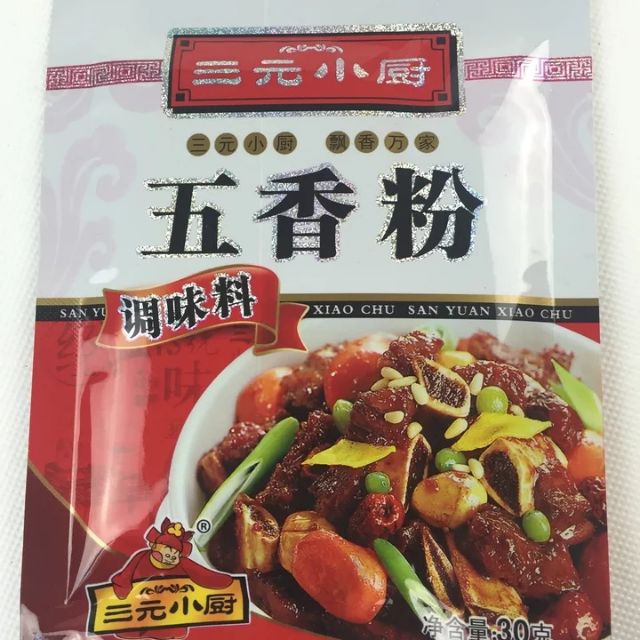 三元小厨
三元小厨 飘香万家
五香粉
SAN YU XIAO CHU SAN YUAN XIAO CHU
调味料
味
®
三元小厨
净含量:30克